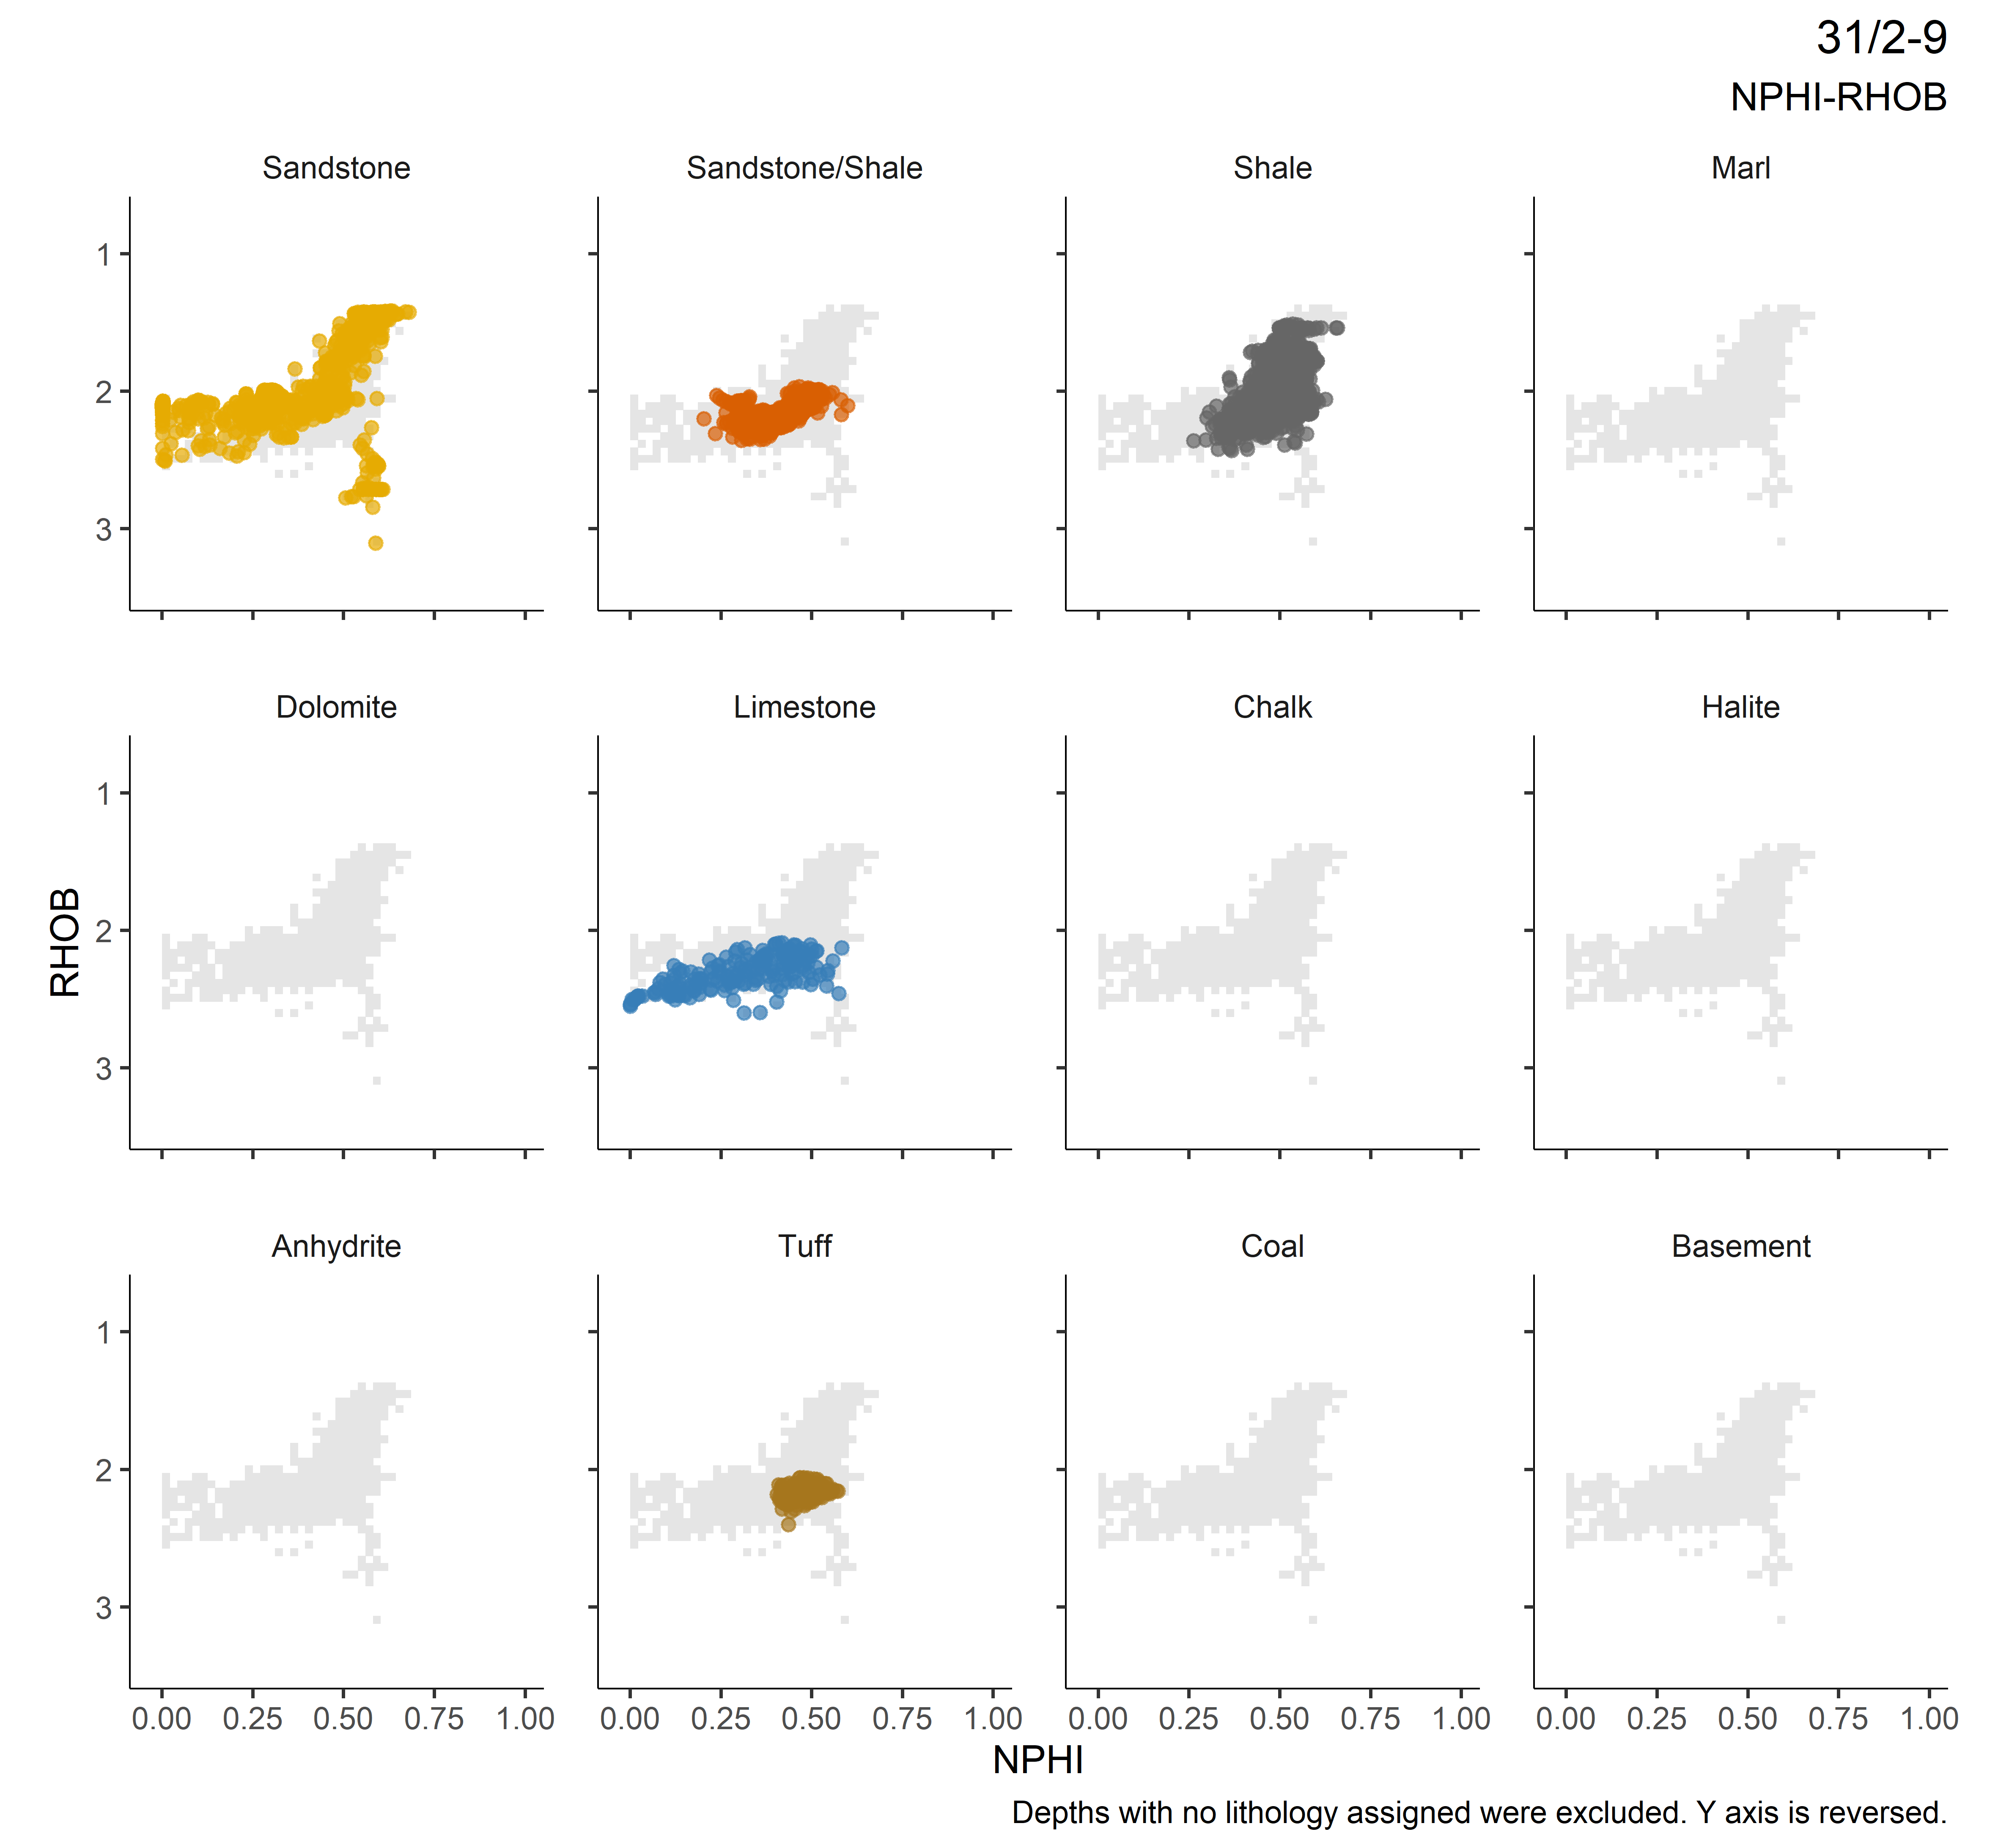 31/2-9
NPHI-RHOB
Sandstone Sandstone/Shale Shale Marl
1
2
3
Dolomite Limestone Chalk Halite
1
2
3
RHOB
Anhydrite Tuff Coal Basement
1
2
3
0.00 0.25 0.50 0.75 1.00 0.00 0.25 0.50 0.75 1.00 0.00 0.25 0.50 0.75 1.00 0.00 0.25 0.50 0.75 1.00
NPHI
Depths with no lithology assigned were excluded. Y axis is reversed.